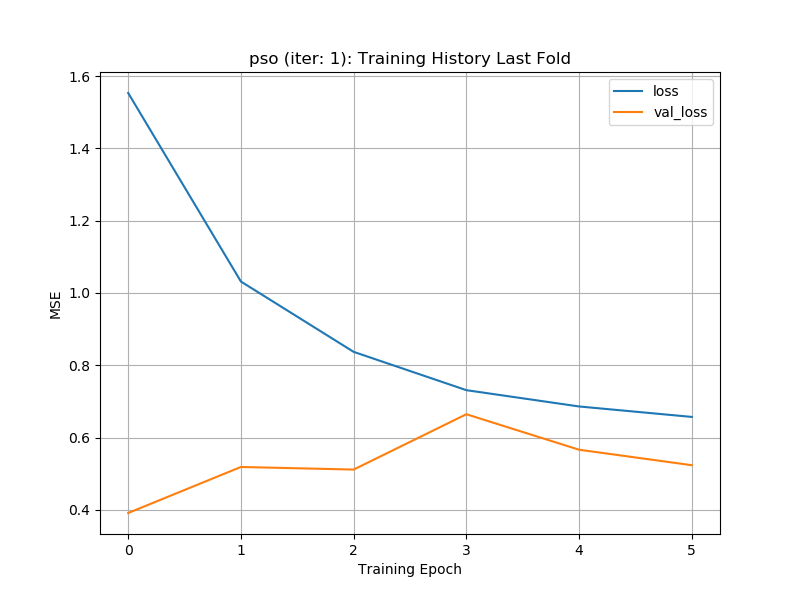 pso (iter: 1): Training History Last Fold
loss
val_loss
1.6
1.4
1.2
1.0
0.8
0.6
0.4
MSE
0 1 2 3 4 5
Training Epoch